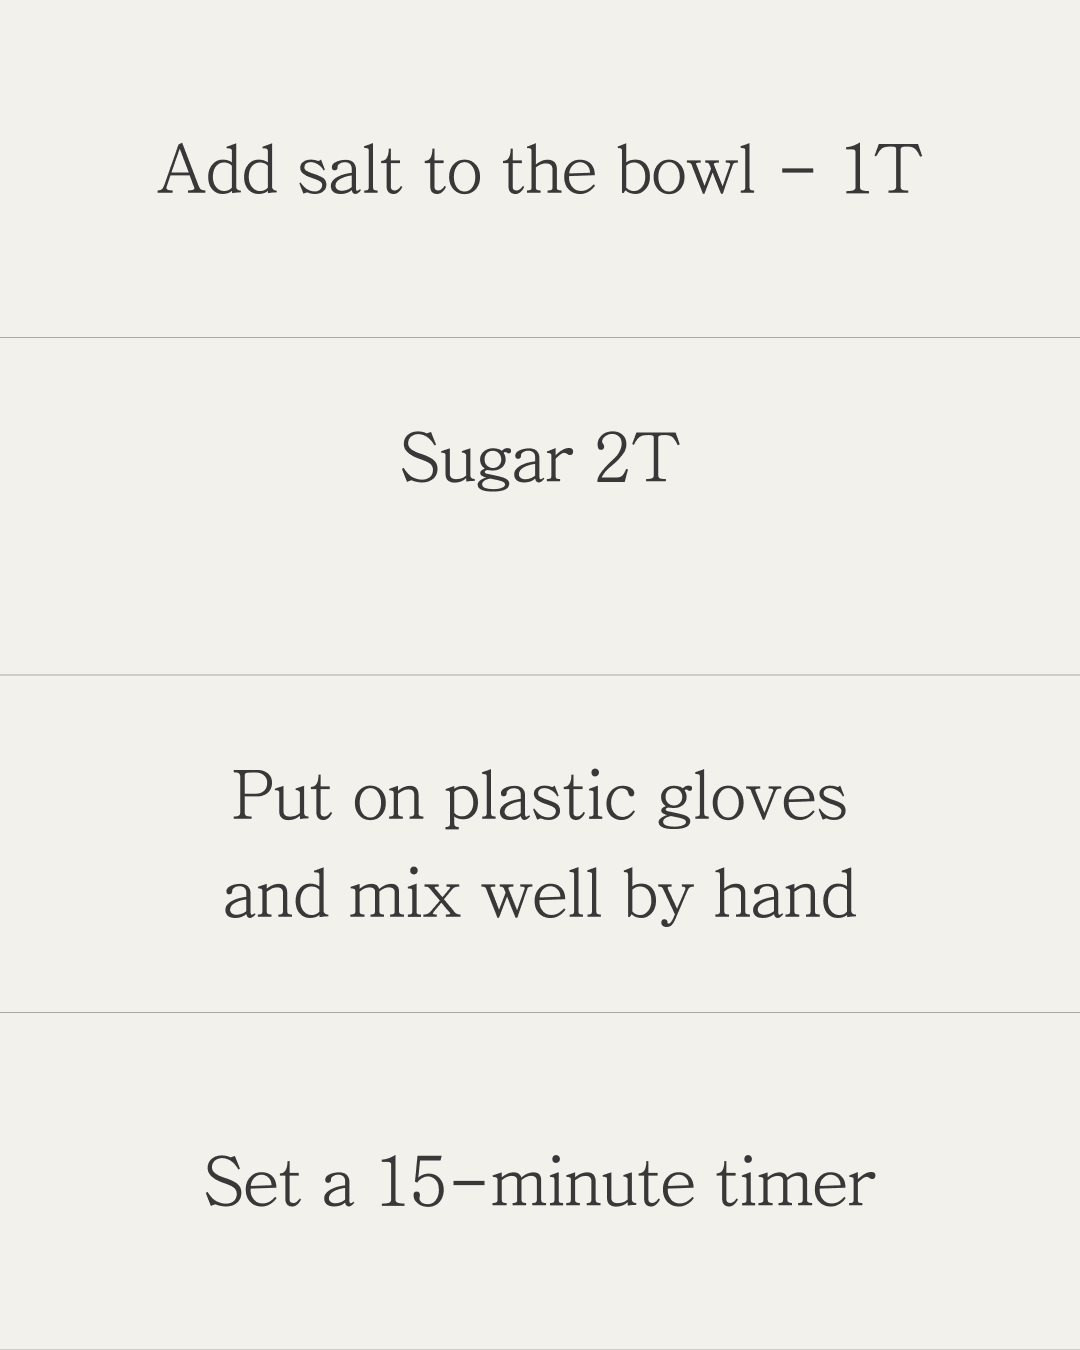 Add salt to the bowl - 1T
Sugar 2T
Put on plastic gloves
and mix well by hand
Set a 15-minute timer